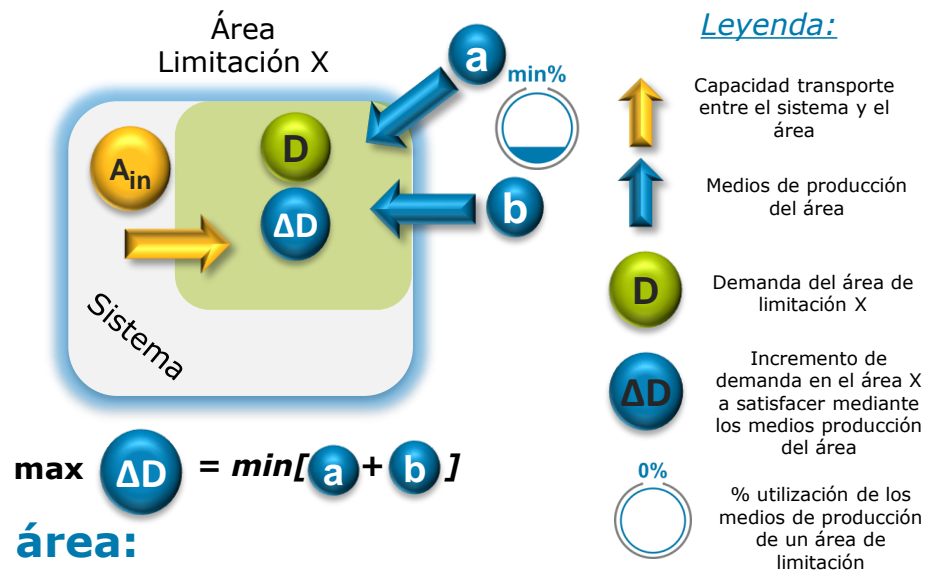 Área
Limitación X
a
min%
D
A_in
ΔD
b
Sistema
max ΔD = min[a+b]
área:
Leyenda:
Capacidad transporte
entre el sistema y el
área
Medios de producción
del área
D
Demanda del área de
limitación X
ΔD
Incremento de
demanda en el área X
a satisfacer mediante
los medios producción
del área
0%
% utilización de los
medios de producción
de un área de
limitación